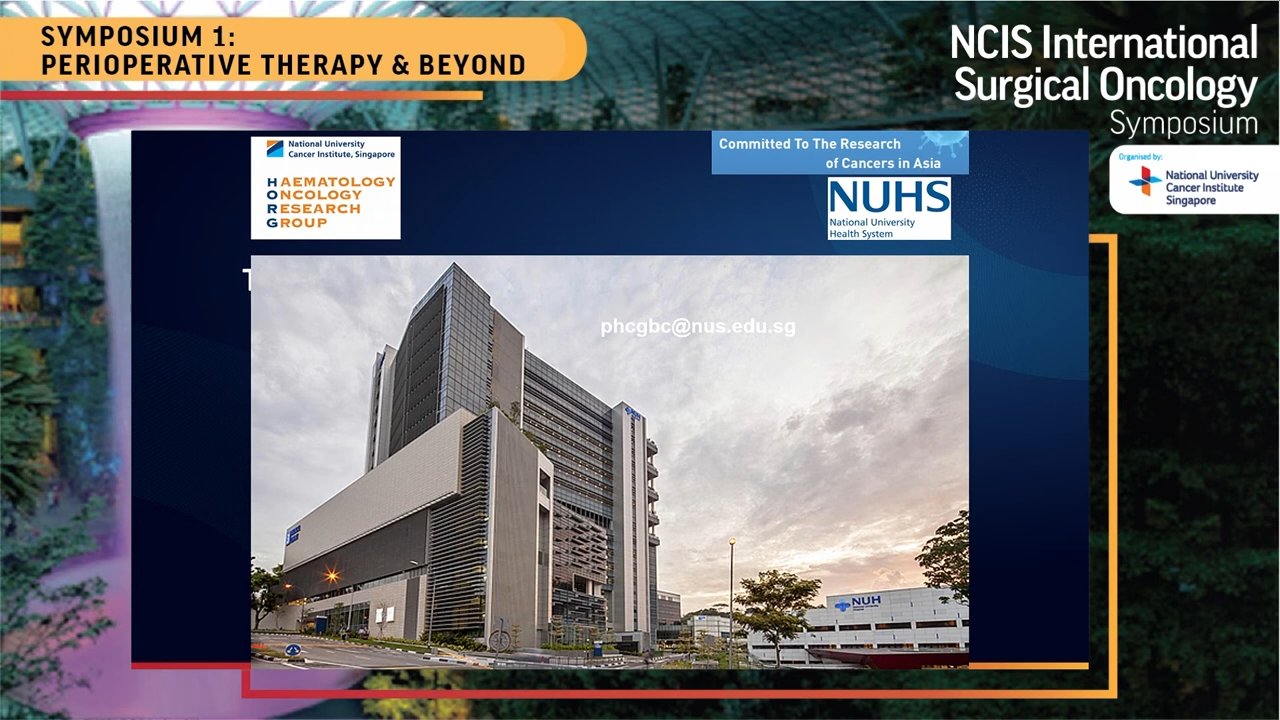 SYMPOSIUM 1:
PERIOPERATIVE THERAPY & BEYOND
NCIS International
Surgical Oncology
Symposium
Organised by:
National University
Cancer Institute
Singapore
National University
Cancer Institute, Singapore
HAEMATOLOGY
ONCOLOGY
RESEARCH
GROUP
Committed To The Research
of Cancers in Asia
NUHS
National University
Health System
phcgbc@nus.edu.sg
NUH